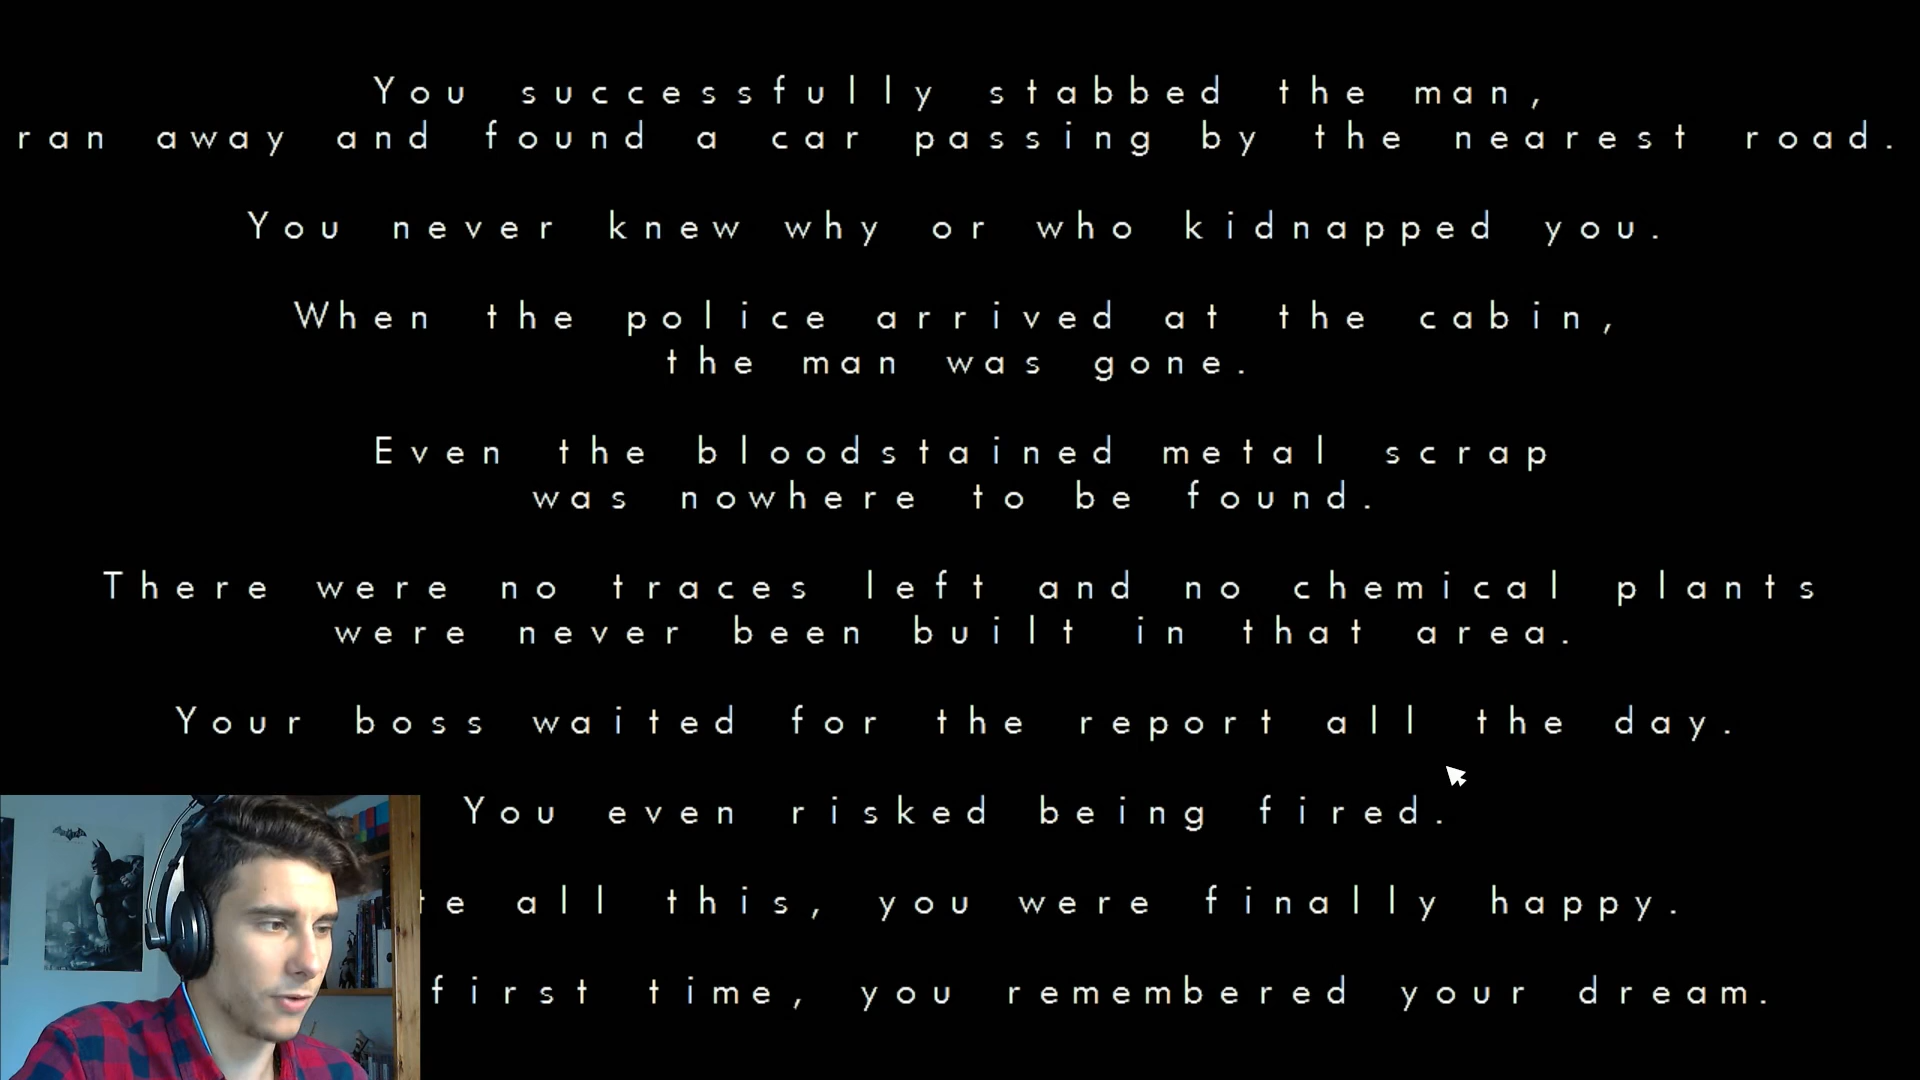 You successfully stabbed the man,
ran away and found a car passing by the nearest road.
You never knew why or who kidnapped you.
When the police arrived at the cabin,
the man was gone.
Even the bloodstained metal scrap
was nowhere to be found.
There were no traces left and no chemical plants
were never been built in that area.
Your boss waited for the report all the day.
You even risked being fired.
all this, you were finally happy.
first time, you remembered your dream.